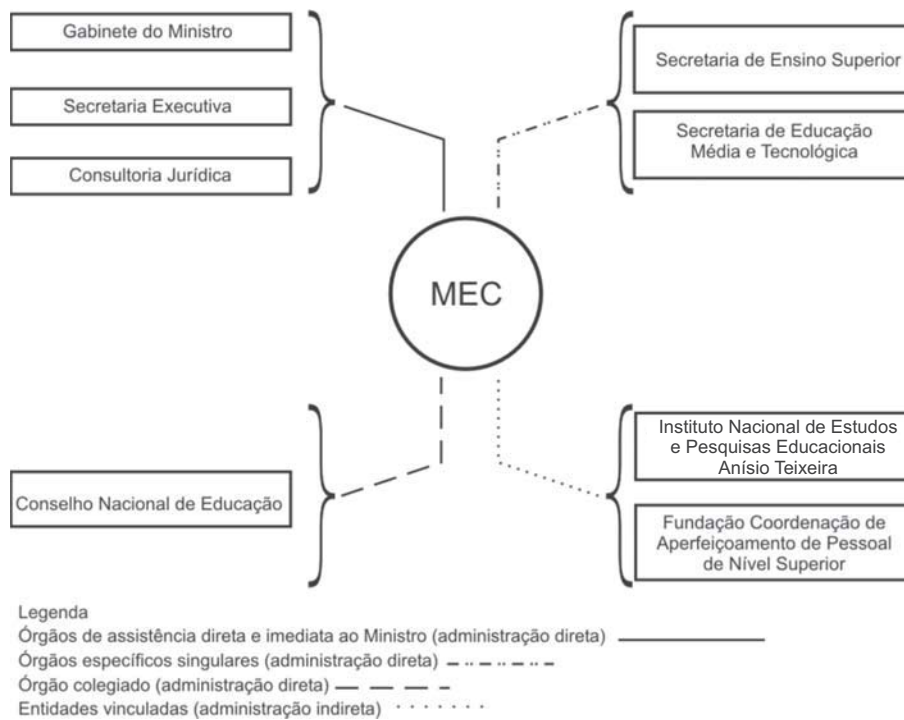 Gabinete do Ministro
Secretaria Executiva
Consultoria Jurídica
Secretaria de Ensino Superior
Secretaria de Educação
Média e Tecnológica
MEC
Conselho Nacional de Educação
Instituto Nacional de Estudos
e Pesquisas Educacionais
Anísio Teixeira
Fundação Coordenação de
Aperfeiçoamento de Pessoal
de Nível Superior
Legenda
Órgãos de assistência direta e imediata ao Ministro (administração direta)
Órgãos específicos singulares (administração direta)
Órgão colegiado (administração direta)
Entidades vinculadas (administração indireta)